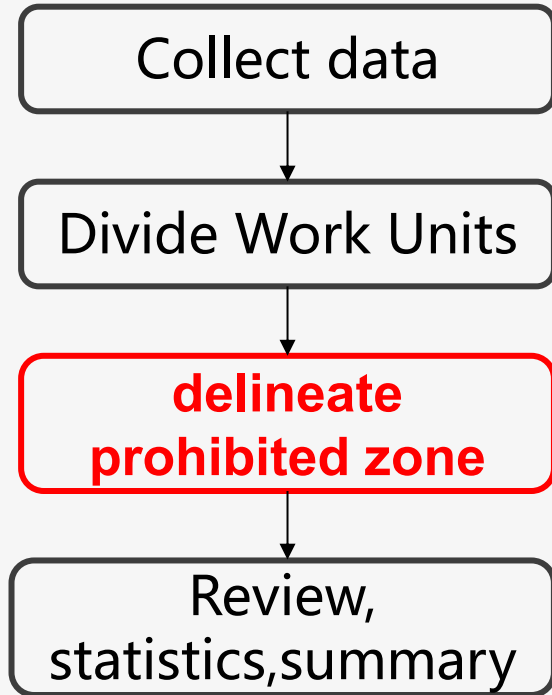 Collect data
Divide Work Units
delineate
prohibited zone
Review,
statistics,summary